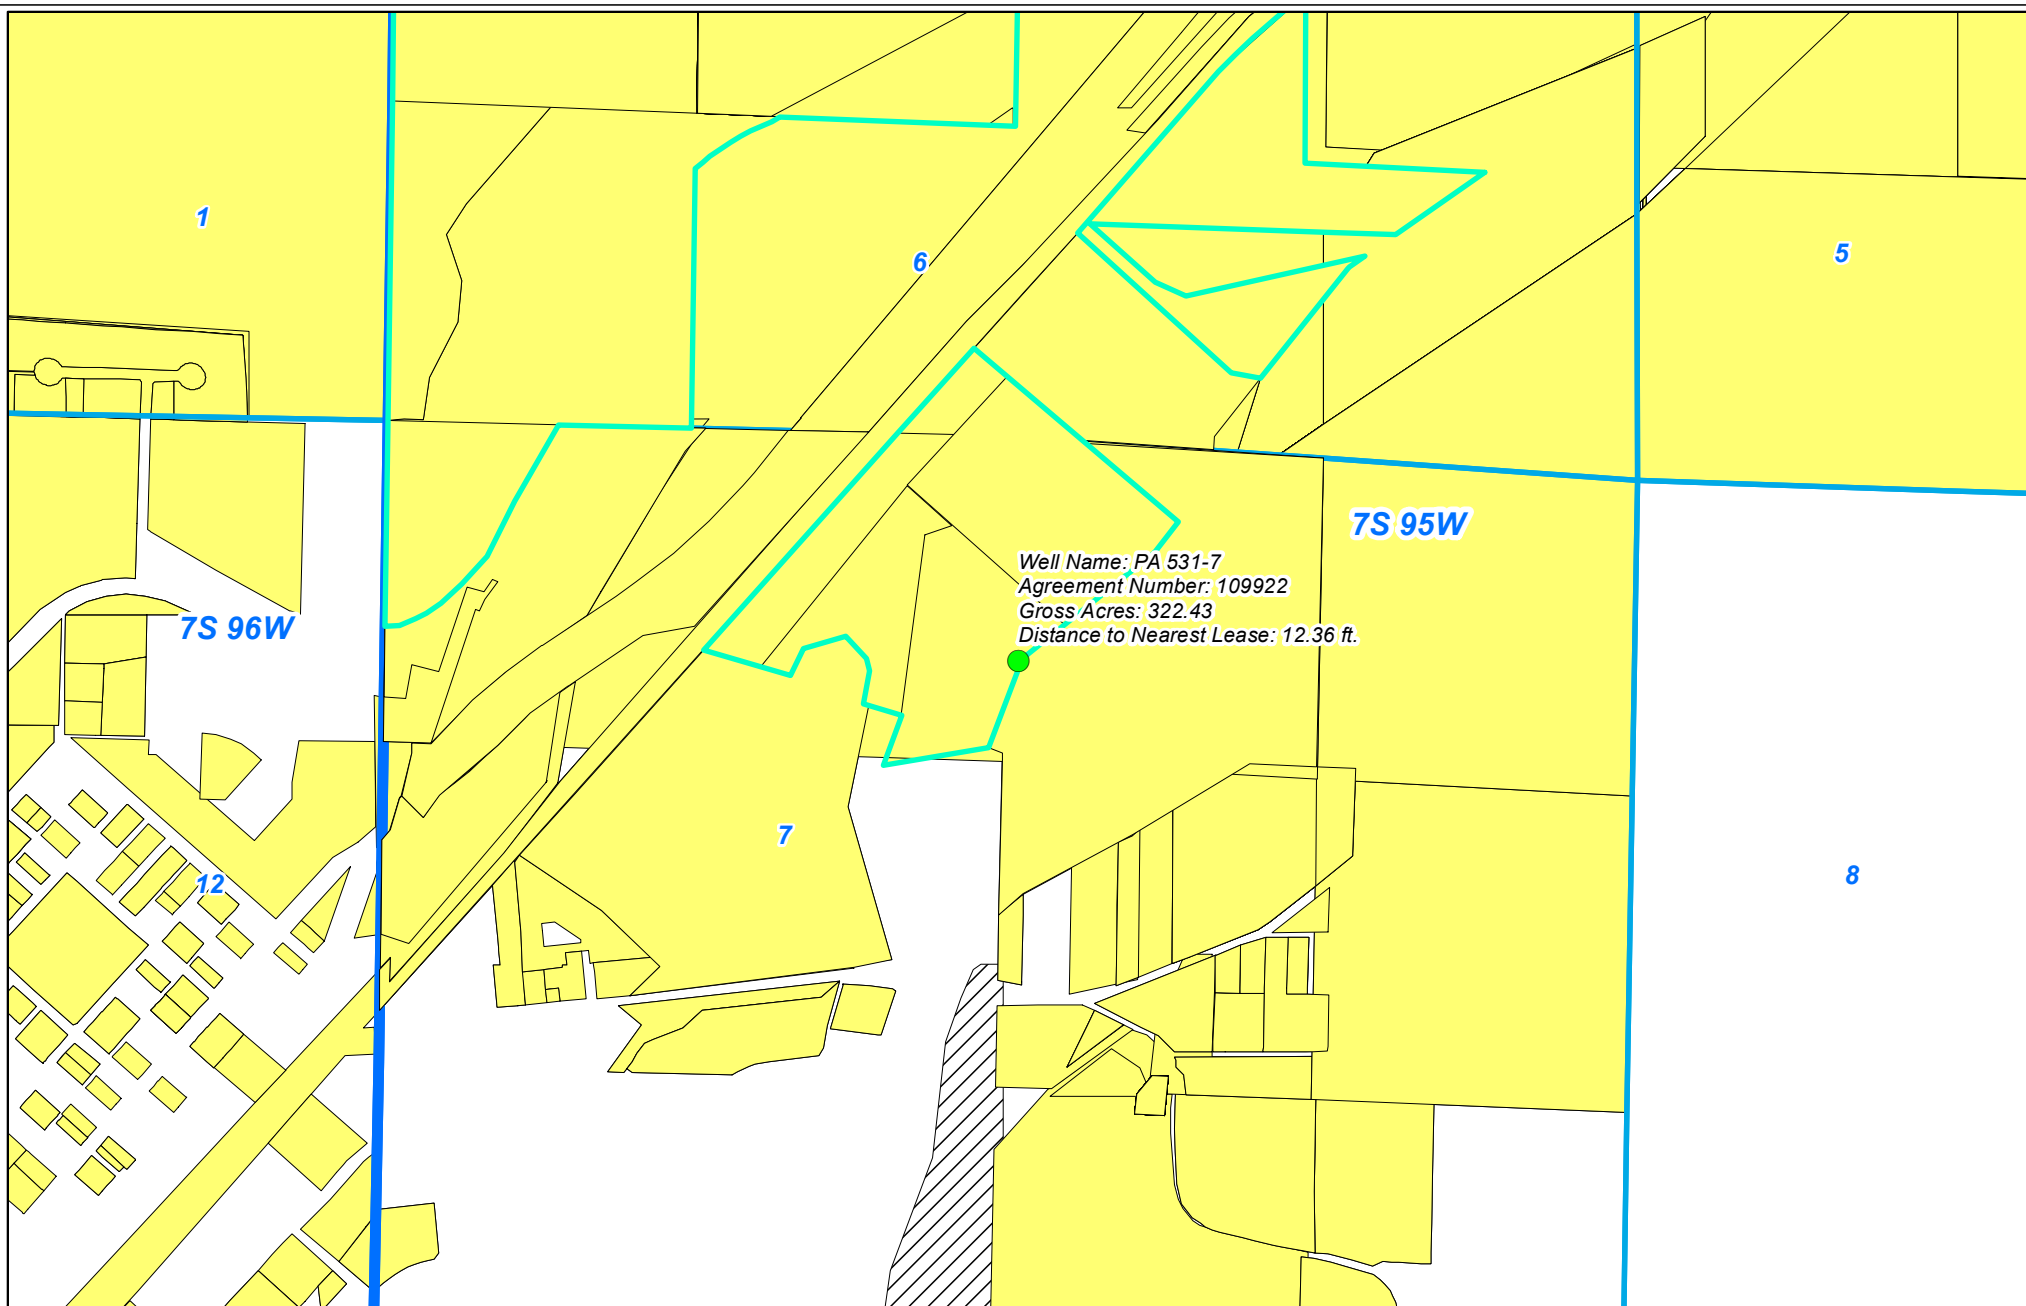 1
6
5
7S 95W
Well Name: PA 531-7
Agreement Number: 109922
Gross Acres: 322.43
Distance to Nearest Lease: 12.36 ft.
7S 96W
7
12
8